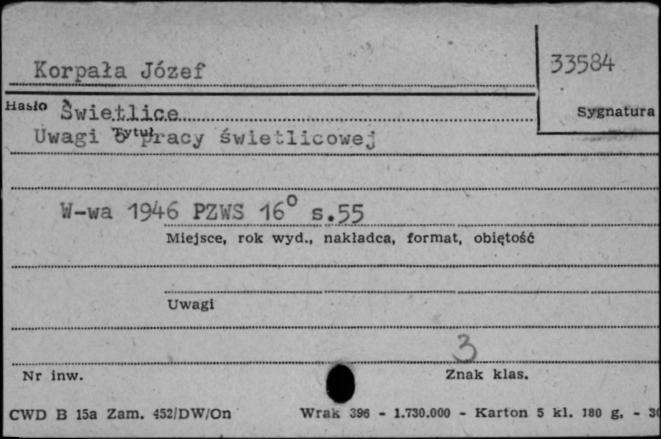 Korpała Józef
33584
Hasło Świetlice
Sygnatura
Uwagi o pracy świetlicowej
Tytuł
W-wa 1946 PZWS 16° s.55
Miejsce, rok wyd., nakładca, format, objętość
Uwagi
3
Nr inw.
Znak klas.
CWD B 15a Zam. 452/DW/On Wrak 396 - 1.730.000 - Karton 5 kl. 180 g. - 30